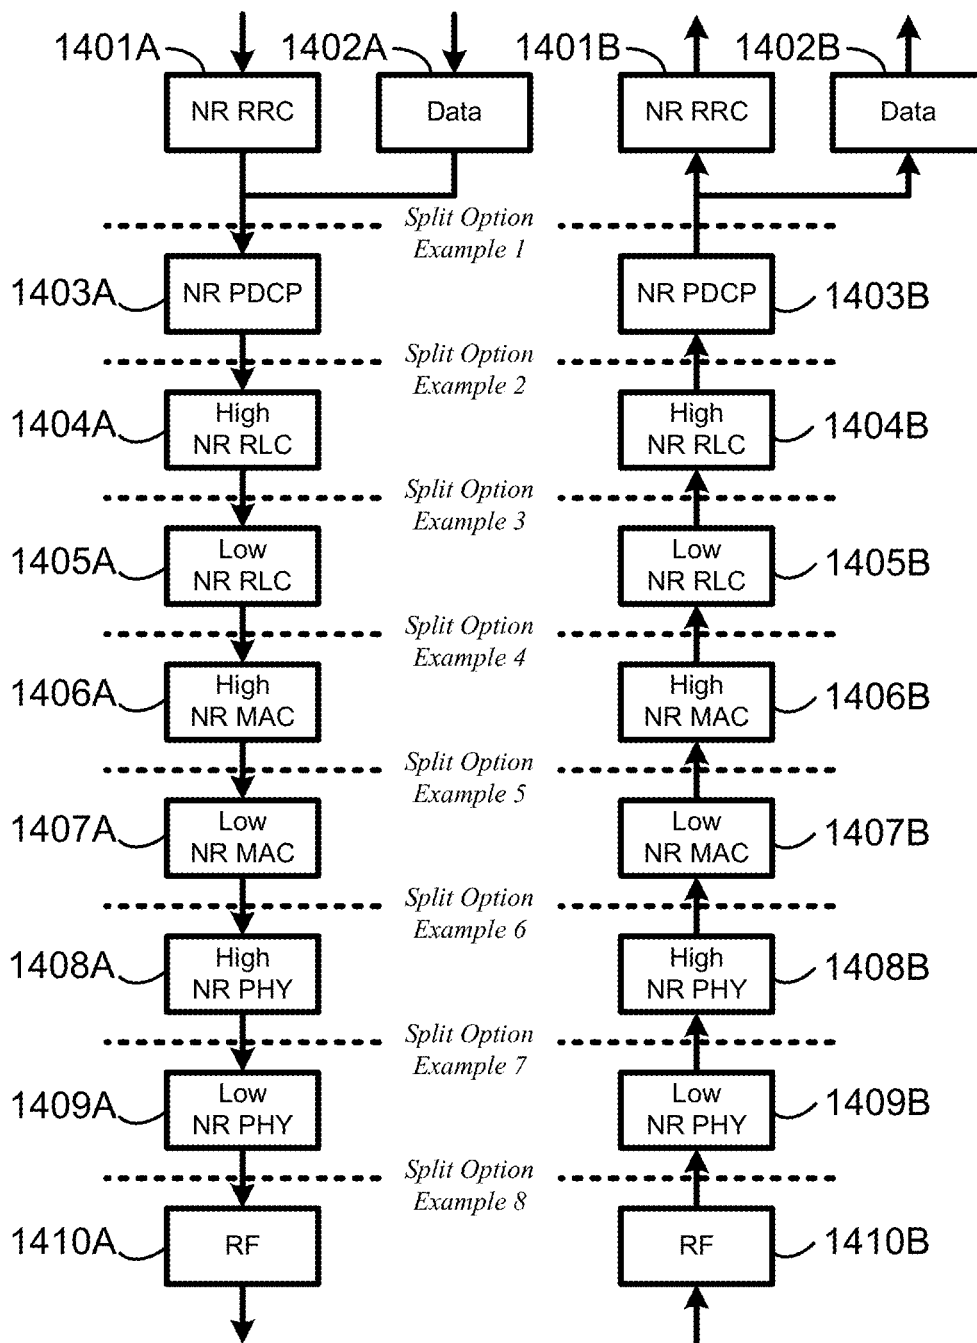 1401A 1402A 1401B 1402B
NR RRC Data NR RRC Data
Split Option
Example 1
1403A NR PDCP NR PDCP 1403B
Split Option
Example 2
1404A High NR RLC High NR RLC 1404B
Split Option
Example 3
1405A Low NR RLC Low NR RLC 1405B
Split Option
Example 4
1406A High NR MAC High NR MAC 1406B
Split Option
Example 5
1407A Low NR MAC Low NR MAC 1407B
Split Option
Example 6
1408A High NR PHY High NR PHY 1408B
Split Option
Example 7
1409A Low NR PHY Low NR PHY 1409B
Split Option
Example 8
1410A RF RF 1410B